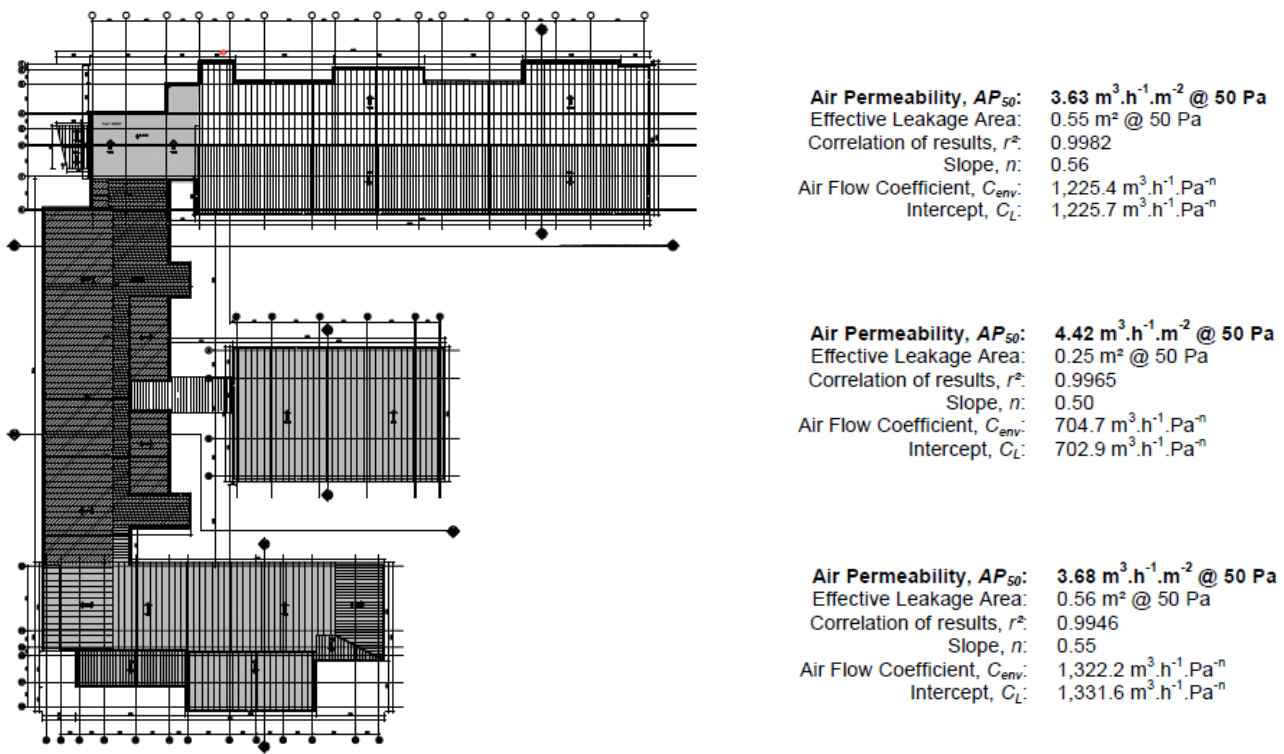 Air Permeability, AP₅₀: 3.63 m³.h⁻¹.m⁻² @ 50 Pa
Effective Leakage Area: 0.55 m² @ 50 Pa
Correlation of results, r²: 0.9982
Slope, n: 0.56
Air Flow Coefficient, Cₑₙᵥ: 1,225.4 m³.h⁻¹.Pa⁻ⁿ
Intercept, C_L: 1,225.7 m³.h⁻¹.Pa⁻ⁿ
Air Permeability, AP₅₀: 4.42 m³.h⁻¹.m⁻² @ 50 Pa
Effective Leakage Area: 0.25 m² @ 50 Pa
Correlation of results, r²: 0.9965
Slope, n: 0.50
Air Flow Coefficient, Cₑₙᵥ: 704.7 m³.h⁻¹.Pa⁻ⁿ
Intercept, C_L: 702.9 m³.h⁻¹.Pa⁻ⁿ
Air Permeability, AP₅₀: 3.68 m³.h⁻¹.m⁻² @ 50 Pa
Effective Leakage Area: 0.56 m² @ 50 Pa
Correlation of results, r²: 0.9946
Slope, n: 0.55
Air Flow Coefficient, Cₑₙᵥ: 1,322.2 m³.h⁻¹.Pa⁻ⁿ
Intercept, C_L: 1,331.6 m³.h⁻¹.Pa⁻ⁿ